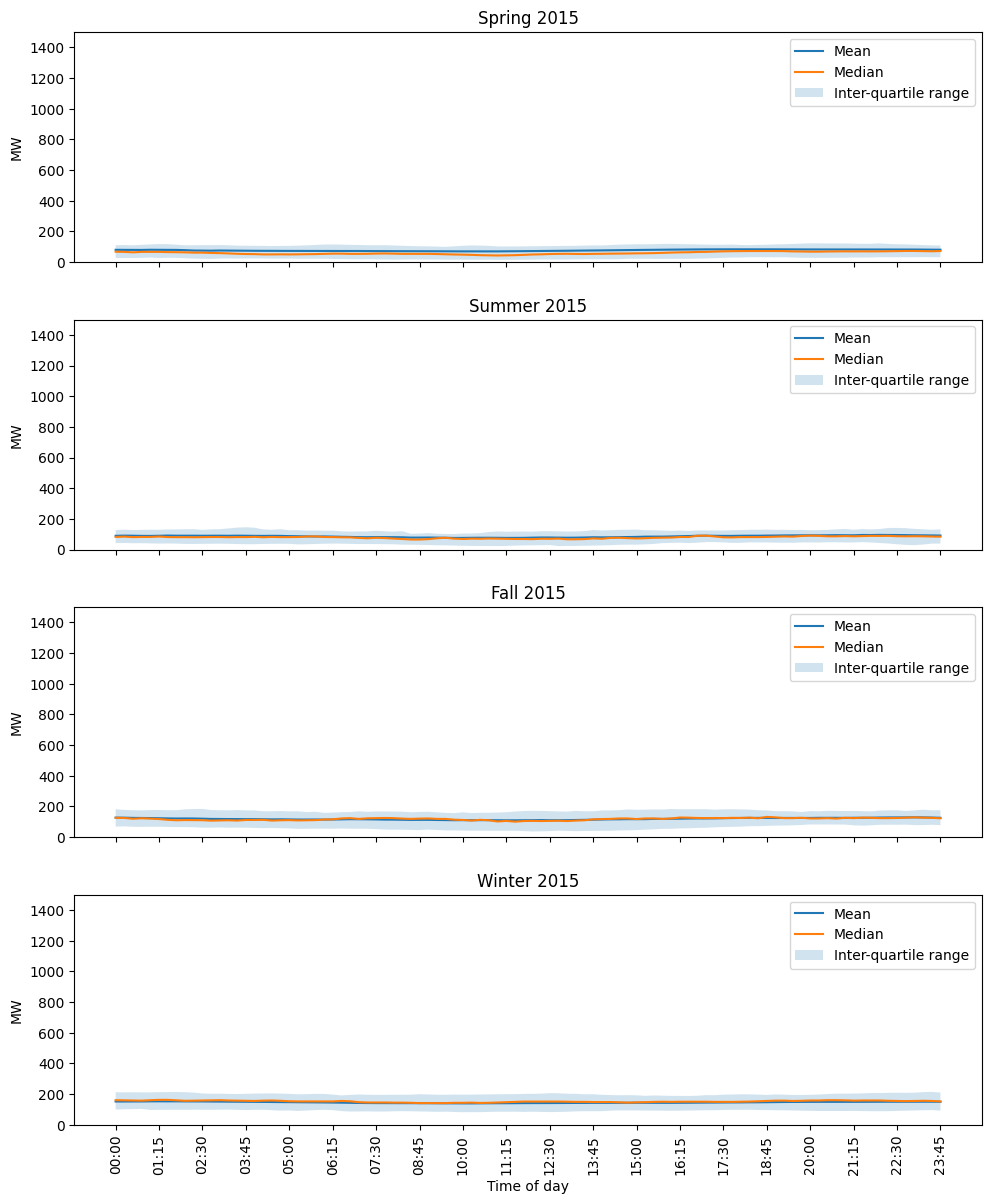 Spring 2015
1400
1200
1000
800
600
400
200
0
MW
Mean
Median
Inter-quartile range
Summer 2015
1400
1200
1000
800
600
400
200
0
MW
Mean
Median
Inter-quartile range
Fall 2015
1400
1200
1000
800
600
400
200
0
MW
Mean
Median
Inter-quartile range
Winter 2015
1400
1200
1000
800
600
400
200
0
MW
Mean
Median
Inter-quartile range
00:00
01:15
02:30
03:45
05:00
06:15
07:30
08:45
10:00
11:15
12:30
13:45
15:00
16:15
17:30
18:45
20:00
21:15
22:30
23:45
Time of day